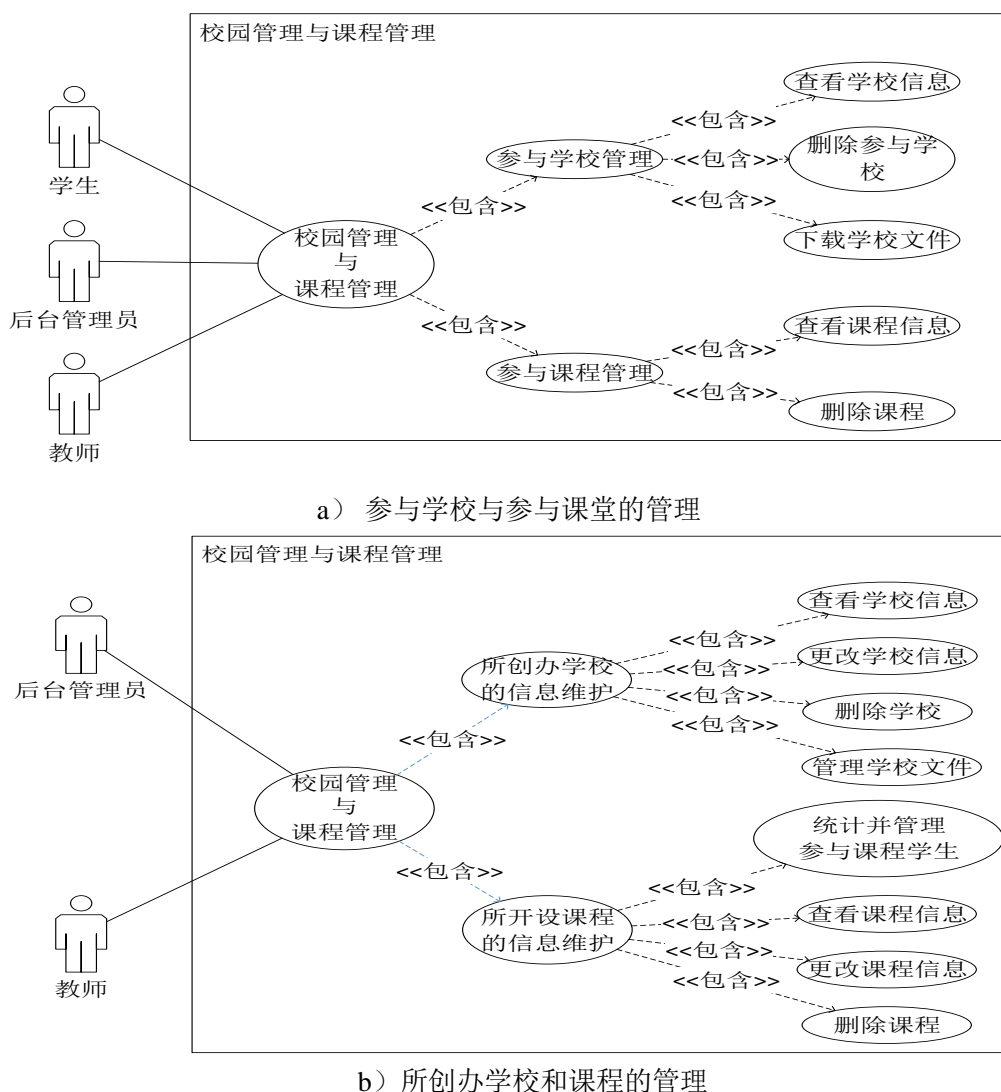 校园管理与课程管理
学生
后台管理员
教师
校园管理
与
课程管理
<<包含>>
<<包含>>
参与学校管理
参与课程管理
<<包含>>
<<包含>>
<<包含>>
<<包含>>
<<包含>>
查看学校信息
删除参与学
校
下载学校文件
查看课程信息
删除课程
a） 参与学校与参与课堂的管理
校园管理与课程管理
后台管理员
教师
校园管理
与
课程管理
<<包含>>
<<包含>>
所创办学校
的信息维护
所开设课程
的信息维护
<<包含>>
<<包含>>
<<包含>>
<<包含>>
<<包含>>
<<包含>>
<<包含>>
<<包含>>
查看学校信息
更改学校信息
删除学校
管理学校文件
统计并管理
参与课程学生
查看课程信息
更改课程信息
删除课程
b）所创办学校和课程的管理